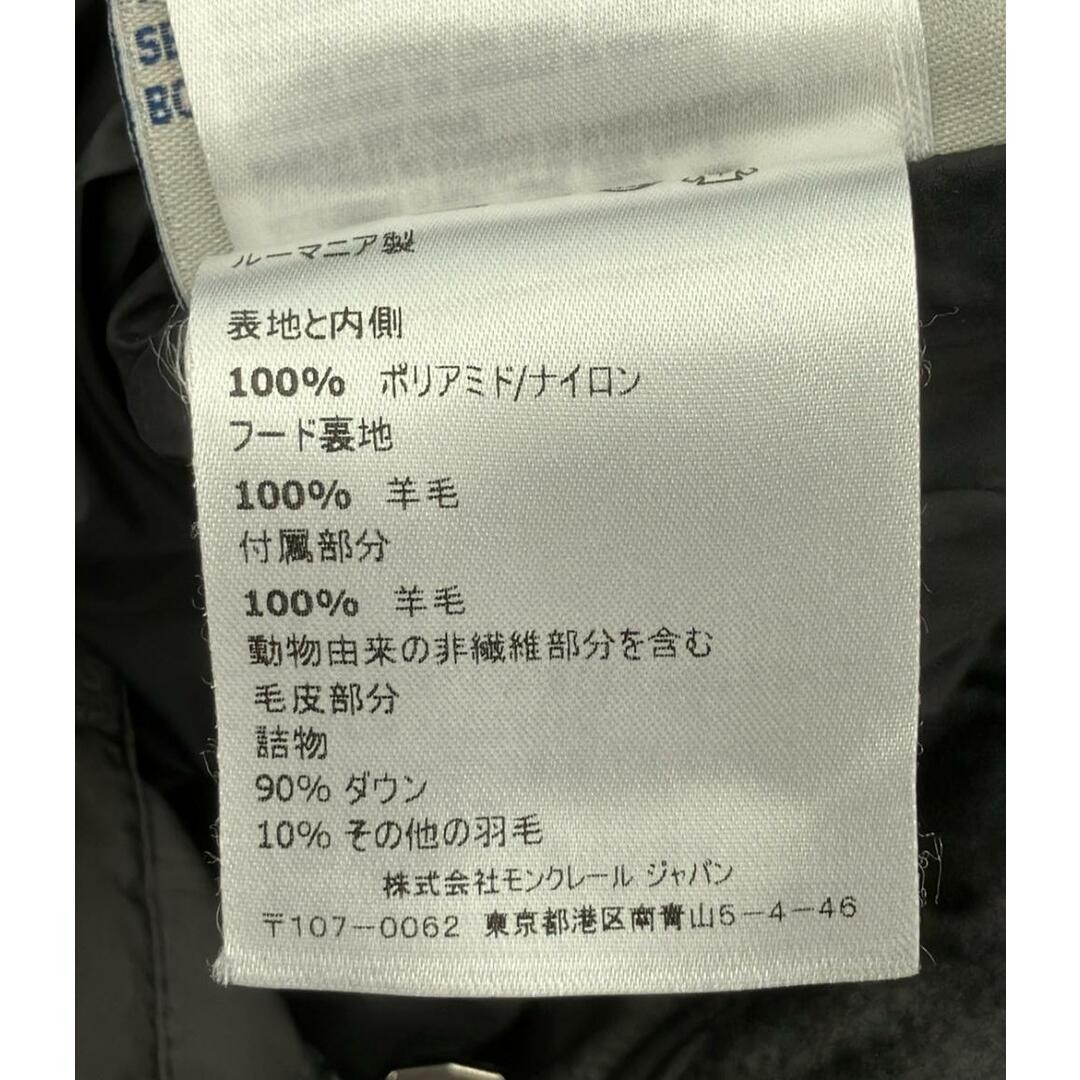 ルーマニア製
表地と内側
100% ポリアミド/ナイロン
フード裏地
100% 羊毛
付属部分
100% 羊毛
動物由来の非繊維部分を含む
毛皮部分
詰物
90% ダウン
10% その他の羽毛
株式会社モンクレール ジャパン
〒107-0062 東京都港区南青山5-4-46